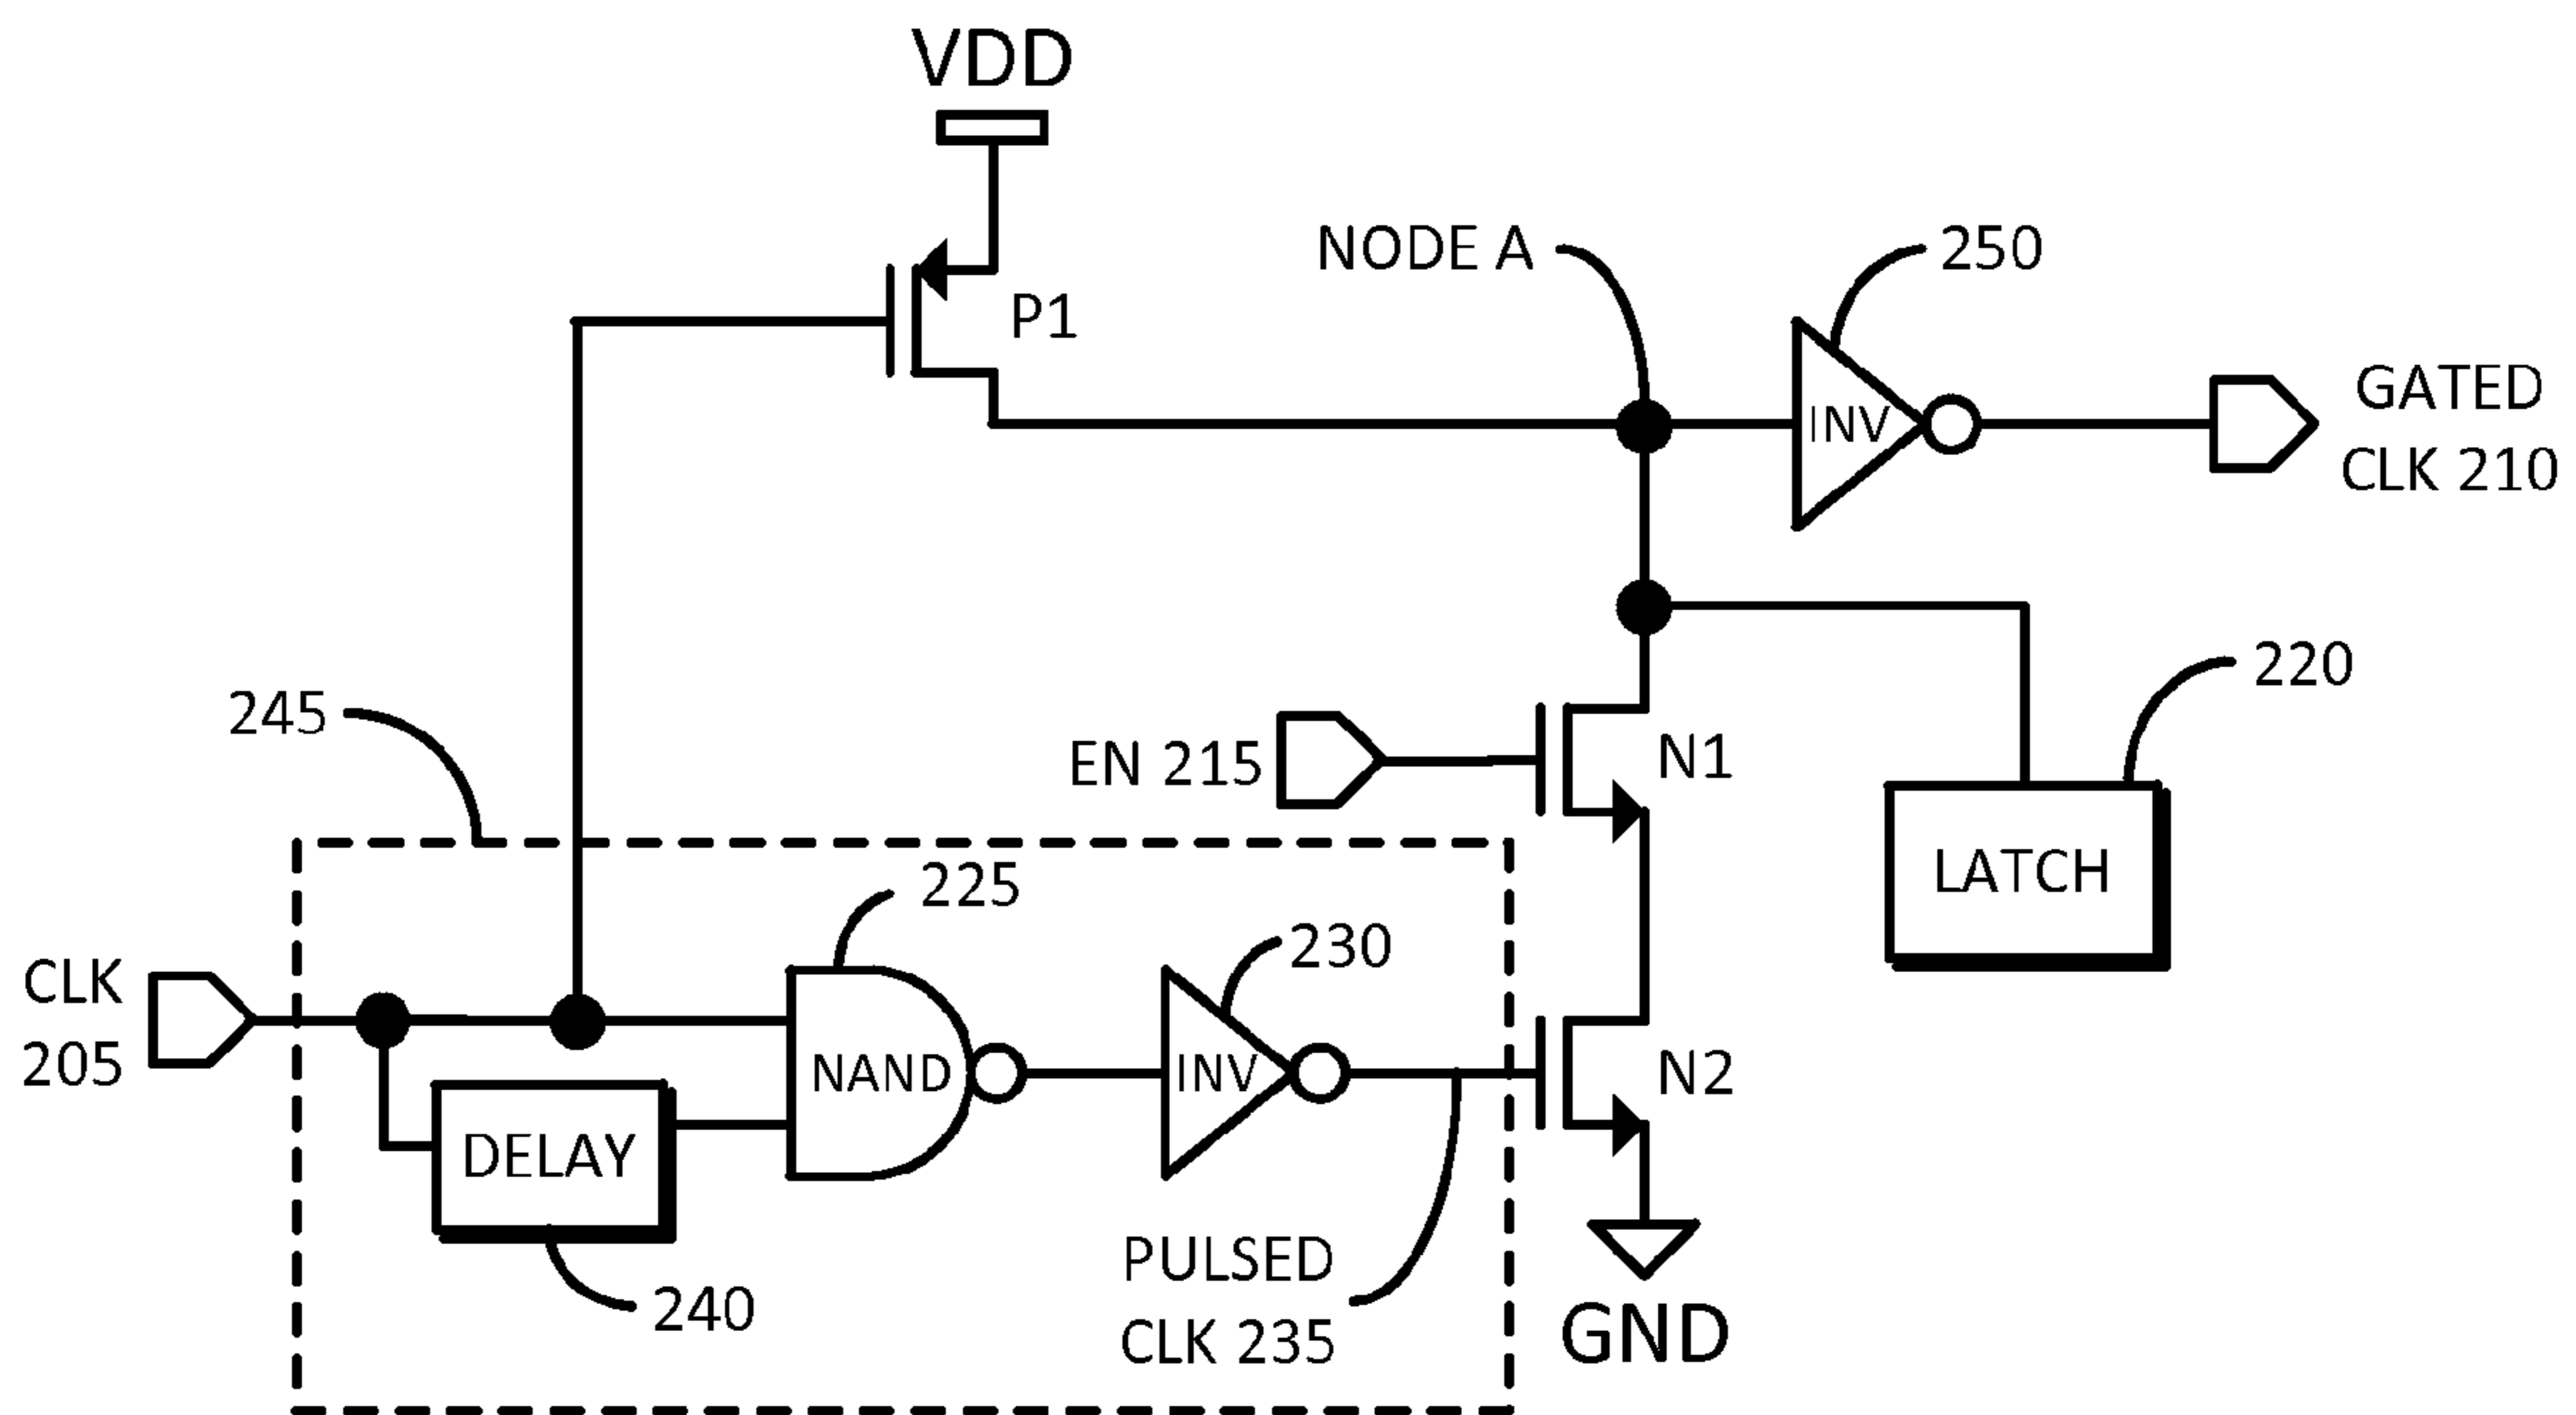 VDD
P1
NODE A
250
INV
GATED
CLK 210
245
EN 215
N1
220
LATCH
225
230
CLK
205
NAND
INV
N2
DELAY
240
PULSED
CLK 235
GND